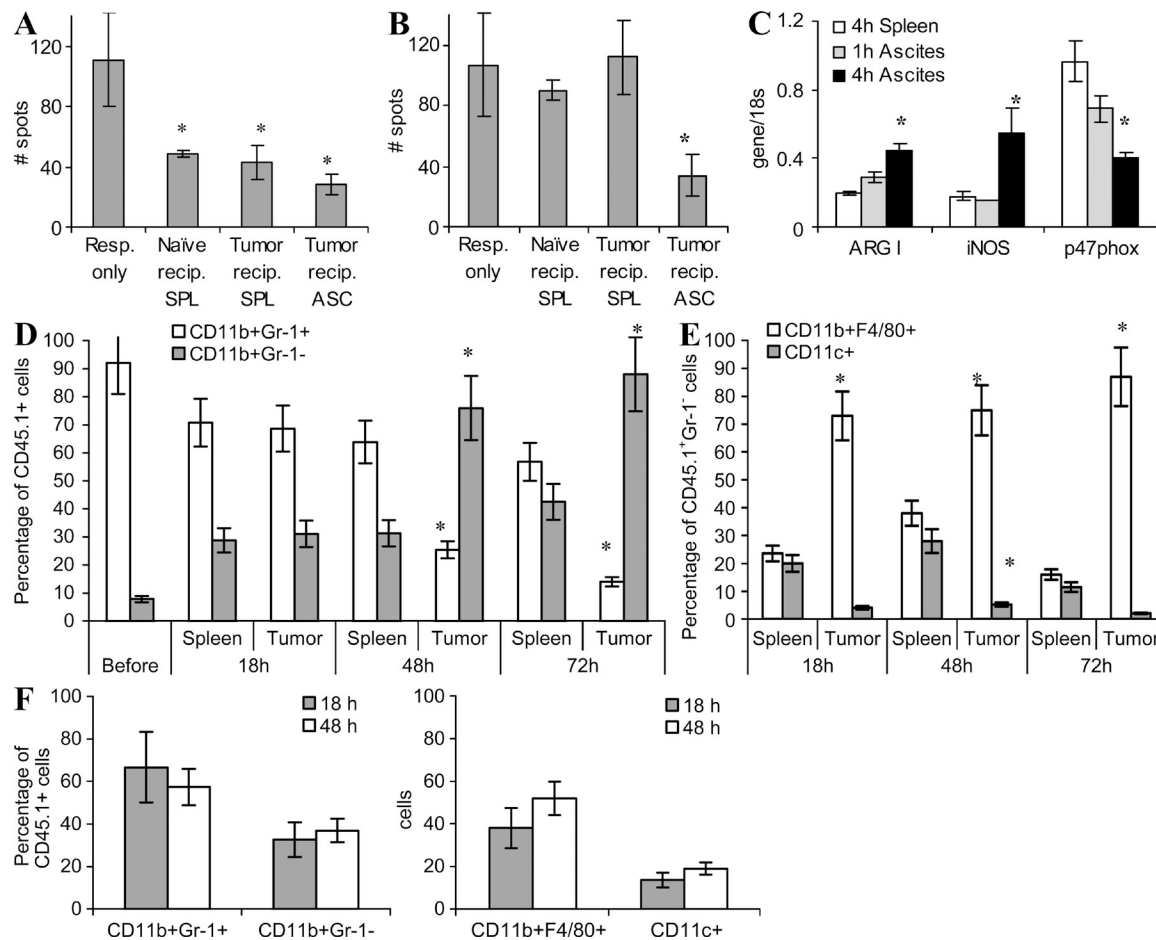 A
# spots
120
80
40
0
Resp. only
Naïve recip. SPL
Tumor recip. SPL
Tumor recip. ASC
* * *
B
# spots
120
80
40
0
Resp. only
Naïve recip. SPL
Tumor recip. SPL
Tumor recip. ASC
*
C
4h Spleen
1h Ascites
4h Ascites
gene/18s
1.2
0.8
0.4
0
* * *
ARG I iNOS p47phox
D
CD11b+Gr-1+
CD11b+Gr-1-
Percentage of CD45.1+ cells
100
90
80
70
60
50
40
30
20
10
0
* * * *
Spleen Tumor Spleen Tumor Spleen Tumor
Before 18h 48h 72h
E
CD11b+F4/80+
CD11c+
Percentage of CD45.1+Gr-1- cells
100
90
80
70
60
50
40
30
20
10
0
* * * *
Spleen Tumor Spleen Tumor Spleen Tumor
18h 48h 72h
F
18 h
48 h
Percentage of
CD45.1+ cells
100
80
60
40
20
0
CD11b+Gr-1+ CD11b+Gr-1-
18 h
48 h
cells
100
80
60
40
20
0
CD11b+F4/80+ CD11c+